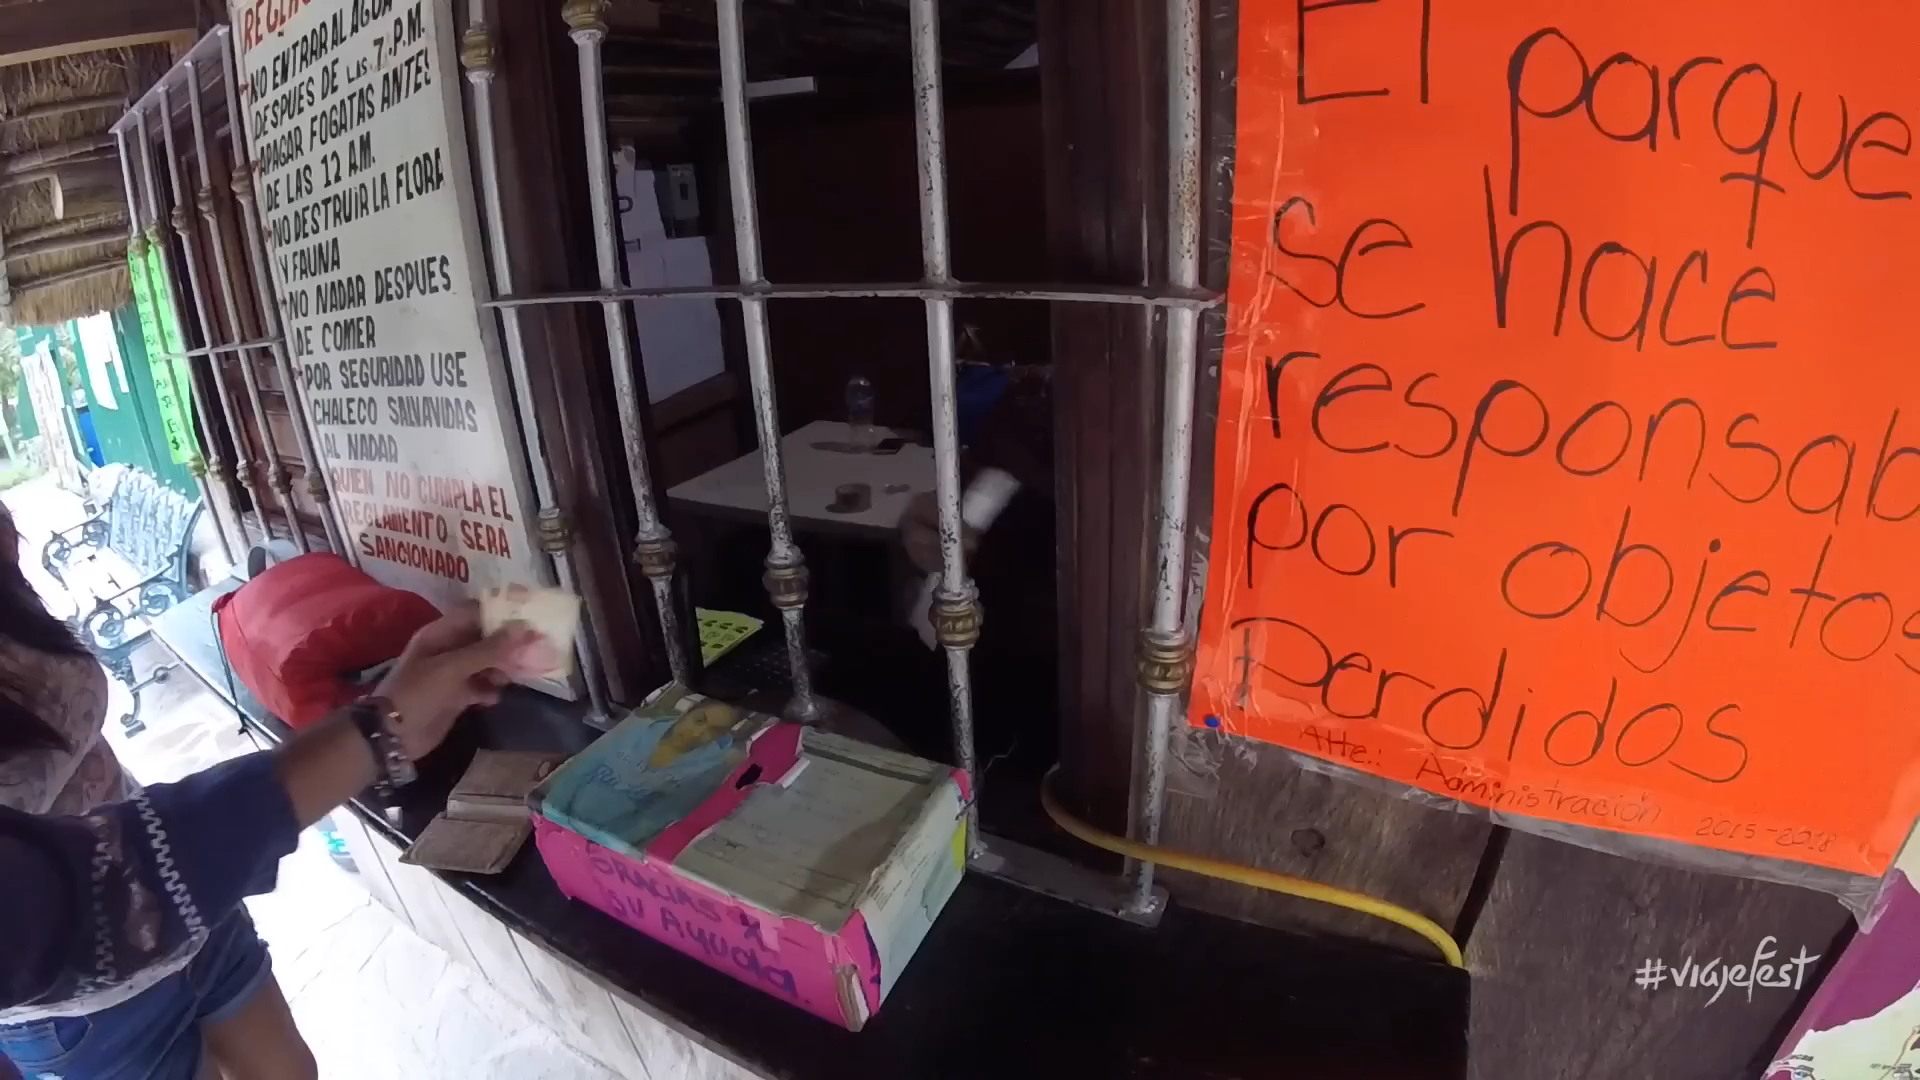 NO ENTRAR AL AGUA
DESPUES DE LAS 7 P.M.
APAGAR FOGATAS ANTES
DE LAS 12 A.M.
NO DESTRUIR LA FLORA
Y FAUNA
NO NADAR DESPUES
DE COMER
POR SEGURIDAD USE
CHALECO SALVAVIDAS
AL NADAR
QUIEN NO CUMPLA EL
REGLAMENTO SERA
SANCIONADO
El parque
se hace
responsab
por objetos
Perdidos
Atte.: Administración 2015-2018
GRACIAS X
SU AYUDA.
#viajefest